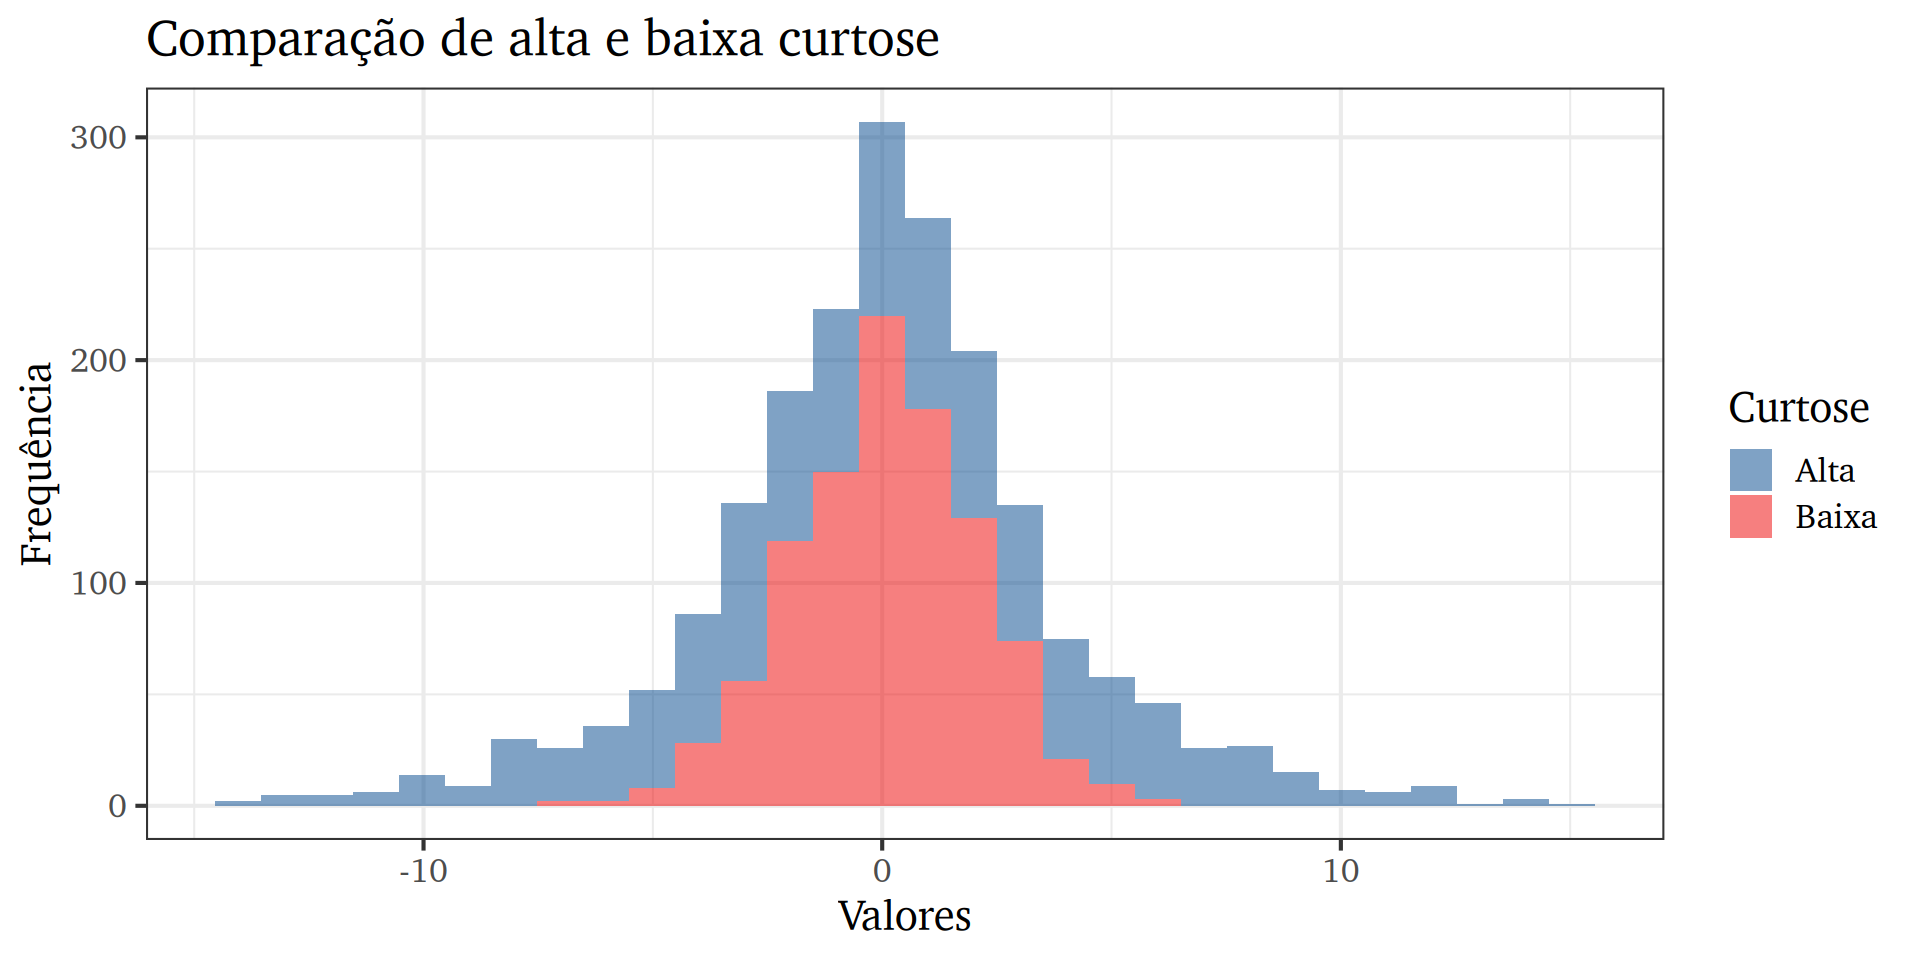 Comparação de alta e baixa curtose
300
200
100
0
Frequência
-10
0
10
Valores
Curtose
Alta
Baixa